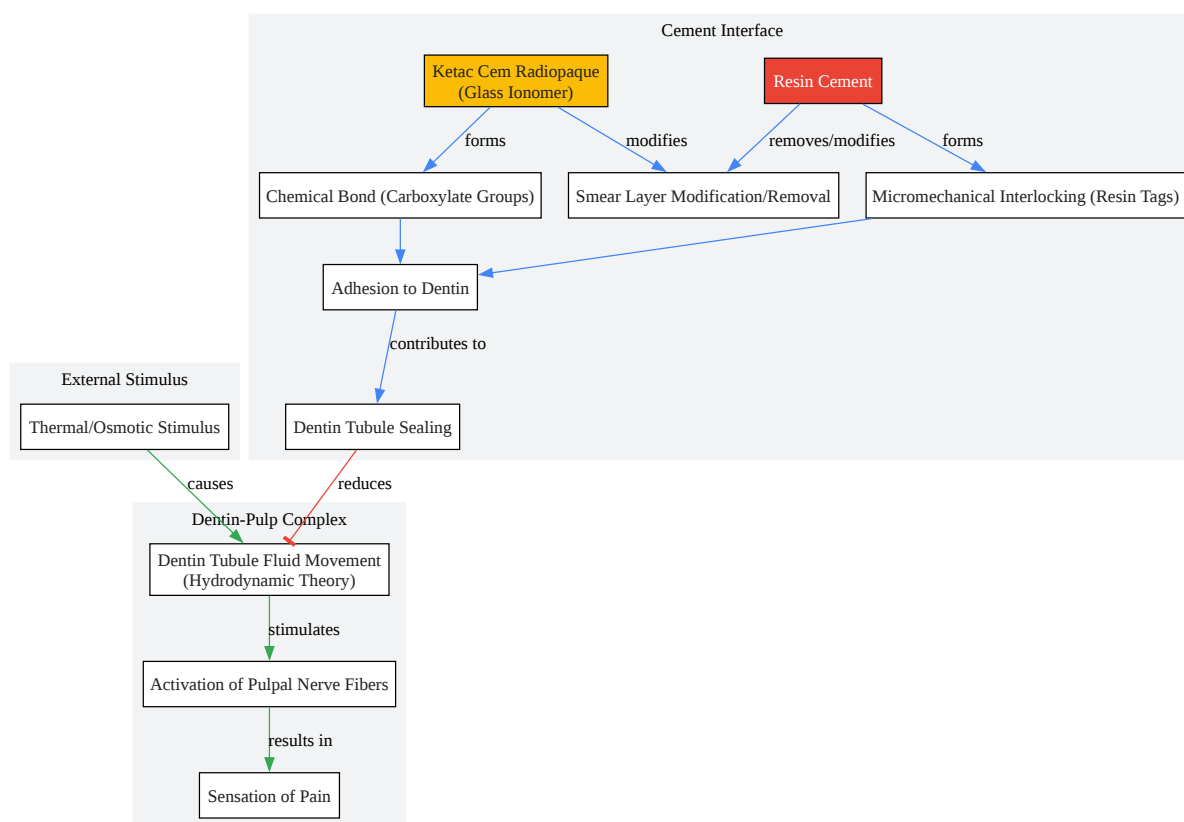 Cement Interface
Ketac Cem Radiopaque
(Glass Ionomer)
Resin Cement
forms
modifies
removes/modifies
forms
Chemical Bond (Carboxylate Groups)
Smear Layer Modification/Removal
Micromechanical Interlocking (Resin Tags)
Adhesion to Dentin
contributes to
External Stimulus
Thermal/Osmotic Stimulus
Dentin Tubule Sealing
causes
reduces
Dentin-Pulp Complex
Dentin Tubule Fluid Movement
(Hydrodynamic Theory)
stimulates
Activation of Pulpal Nerve Fibers
results in
Sensation of Pain